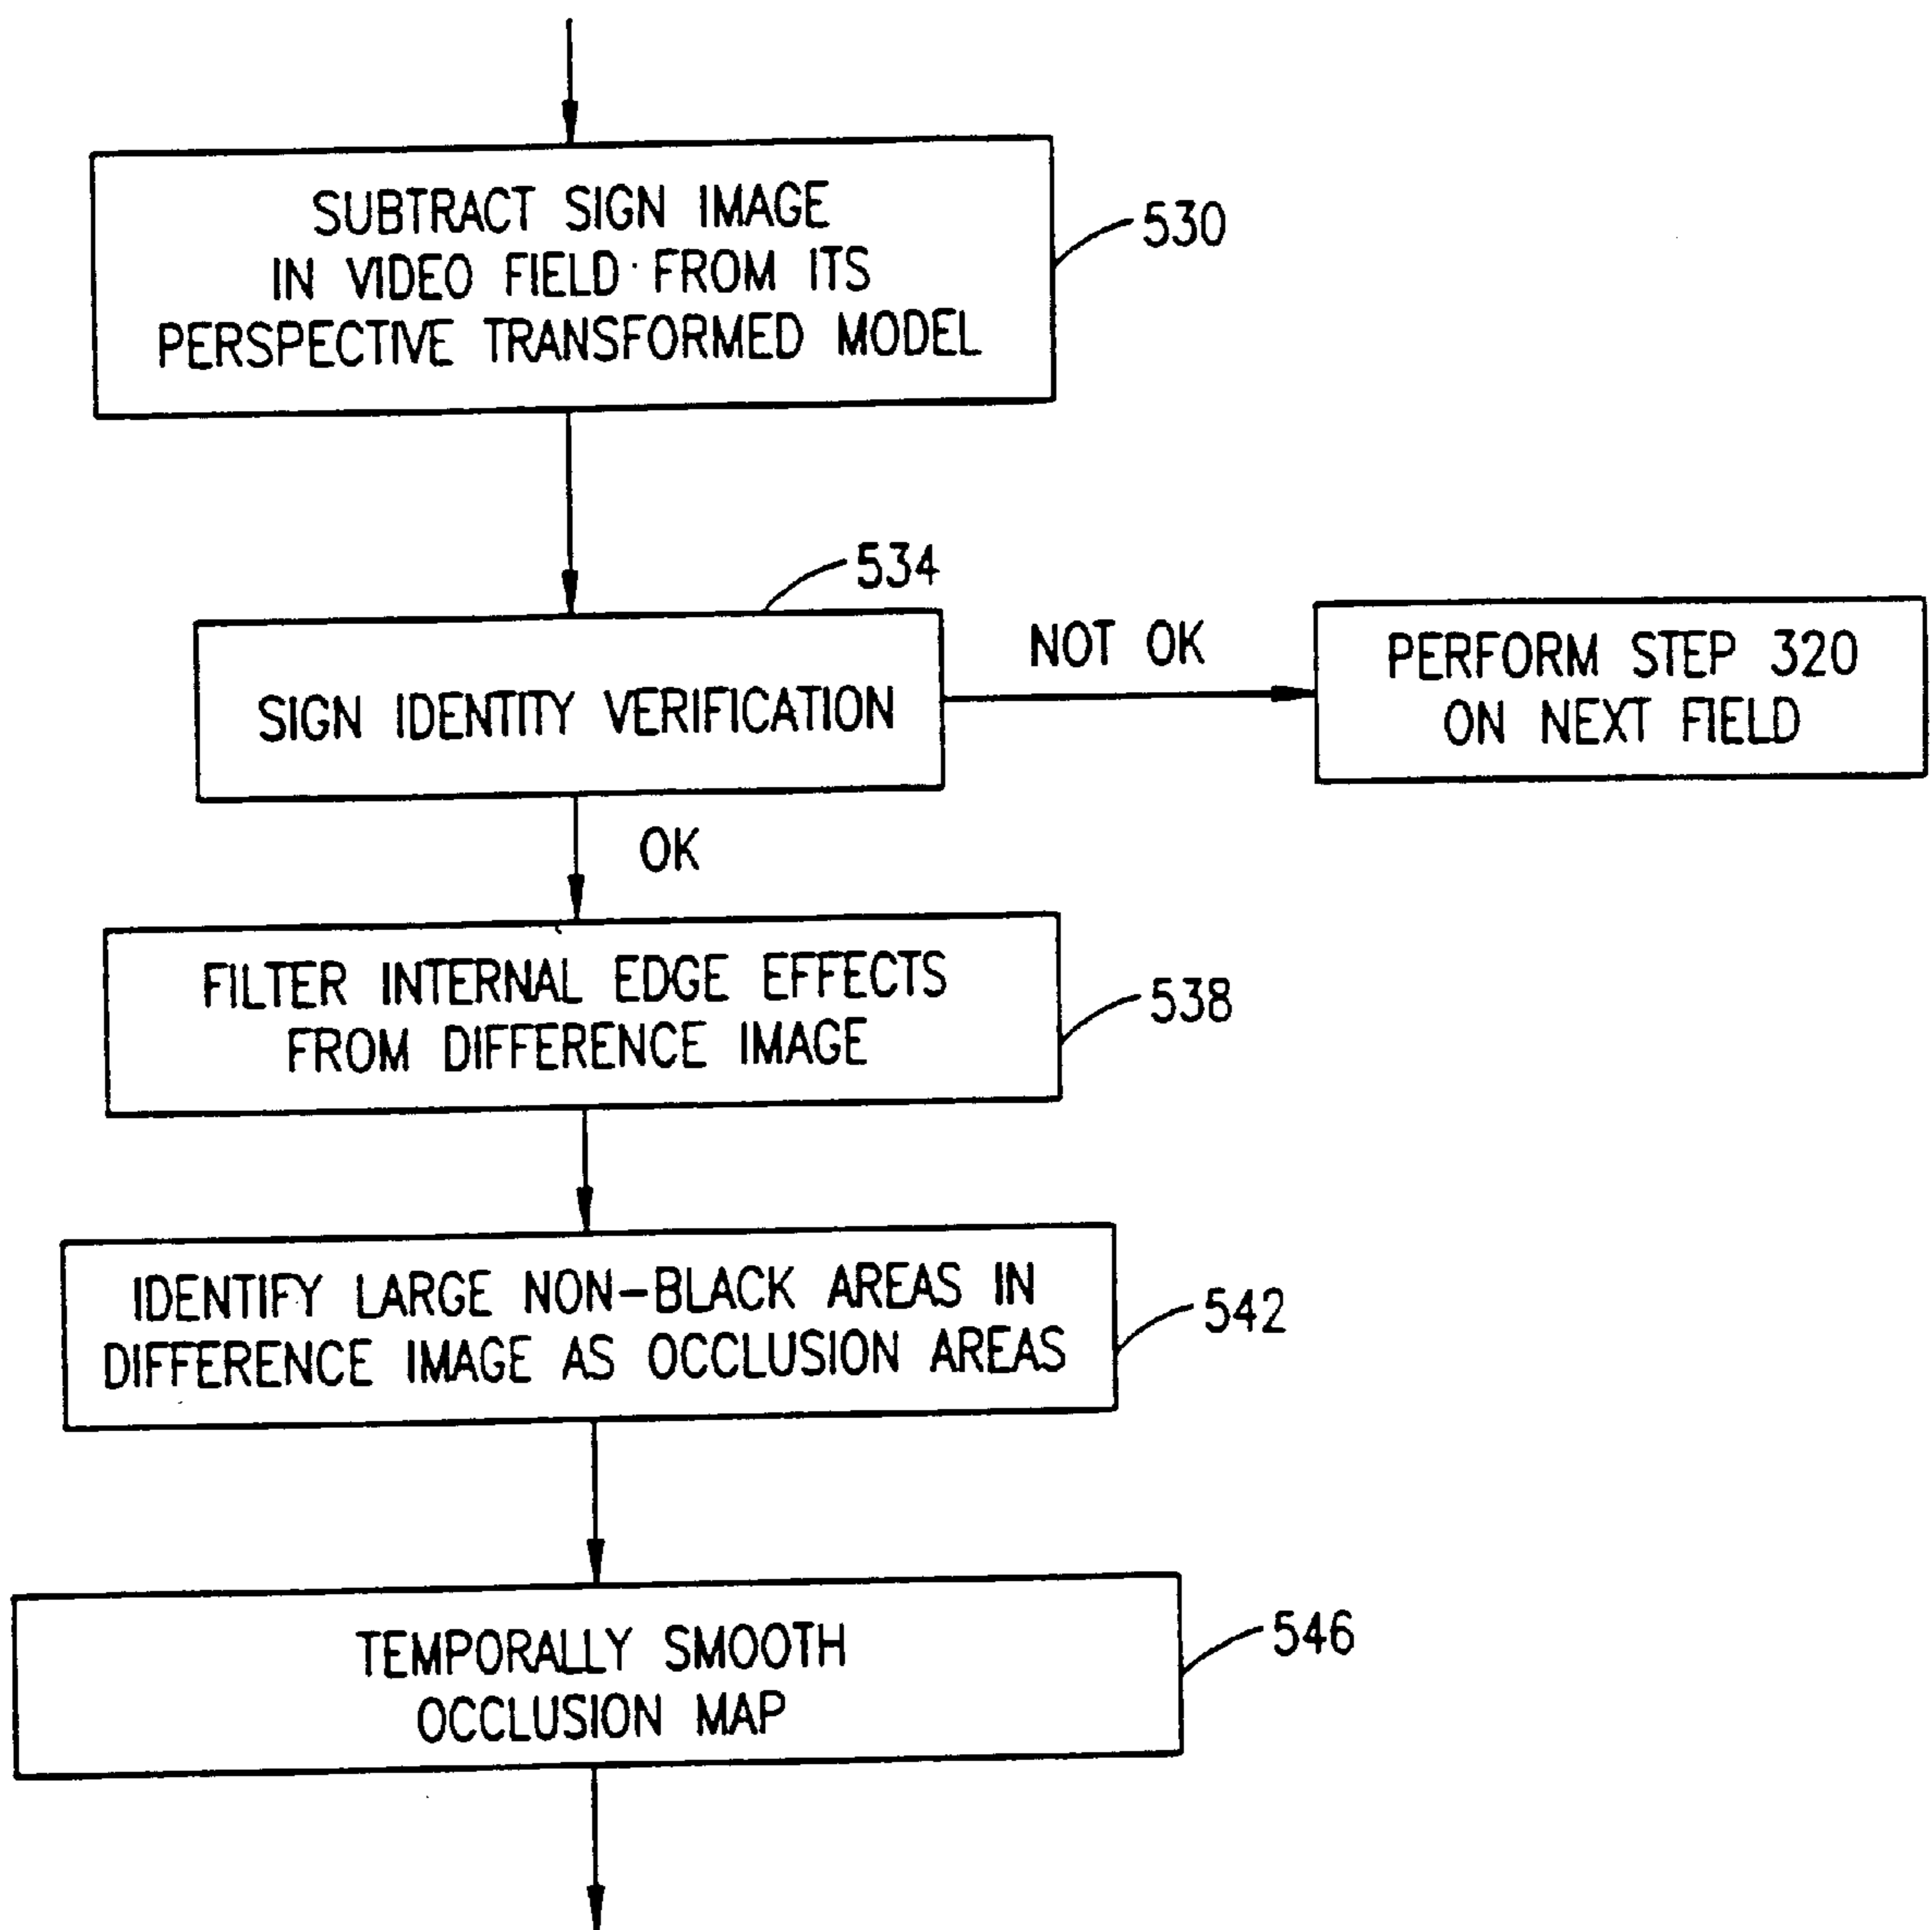 SUBTRACT SIGN IMAGE
IN VIDEO FIELD FROM ITS
PERSPECTIVE TRANSFORMED MODEL
530
534
SIGN IDENTITY VERIFICATION
NOT OK
PERFORM STEP 320
ON NEXT FIELD
OK
FILTER INTERNAL EDGE EFFECTS
FROM DIFFERENCE IMAGE
538
IDENTIFY LARGE NON-BLACK AREAS IN
DIFFERENCE IMAGE AS OCCLUSION AREAS
542
TEMPORALLY SMOOTH
OCCLUSION MAP
546